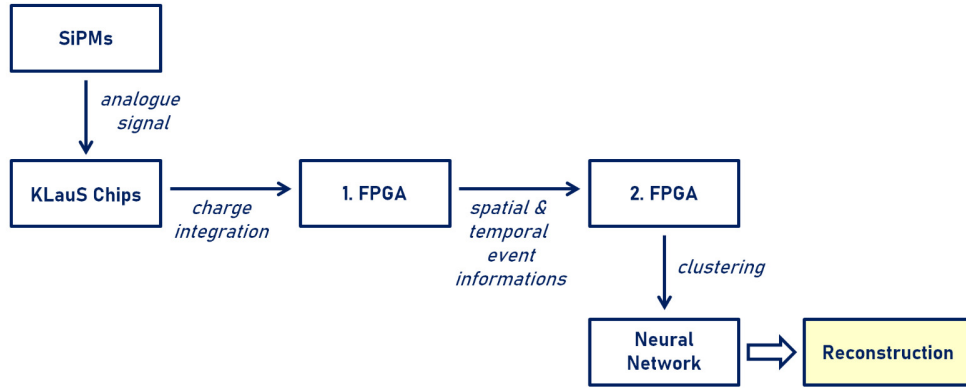 SiPMs
analogue
signal
KLauS Chips
charge
integration
1. FPGA
spatial &
temporal
event
informations
2. FPGA
clustering
Neural
Network
Reconstruction